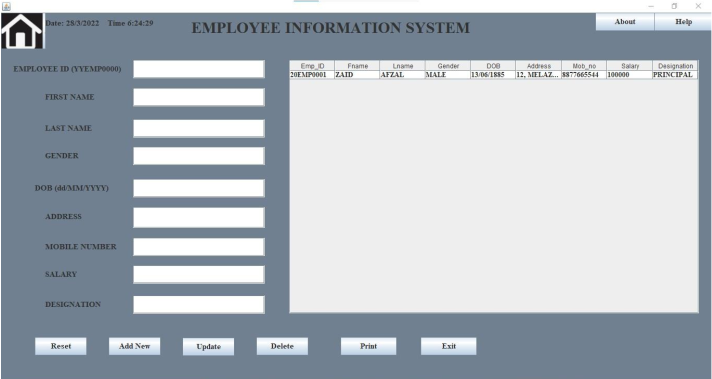 Date: 28/3/2022 Time 6:24:29
EMPLOYEE INFORMATION SYSTEM
About Help
EMPLOYEE ID (YYEMP0000)
FIRST NAME
LAST NAME
GENDER
DOB (dd/MM/YYYY)
ADDRESS
MOBILE NUMBER
SALARY
DESIGNATION
Emp_ID Fname Lname Gender DOB Address Mob_no Salary Designation
20EMP0001 ZAID AFZAL MALE 13/06/1885 12, MELAZ... 8877665544 100000 PRINCIPAL
Reset Add New Update Delete Print Exit